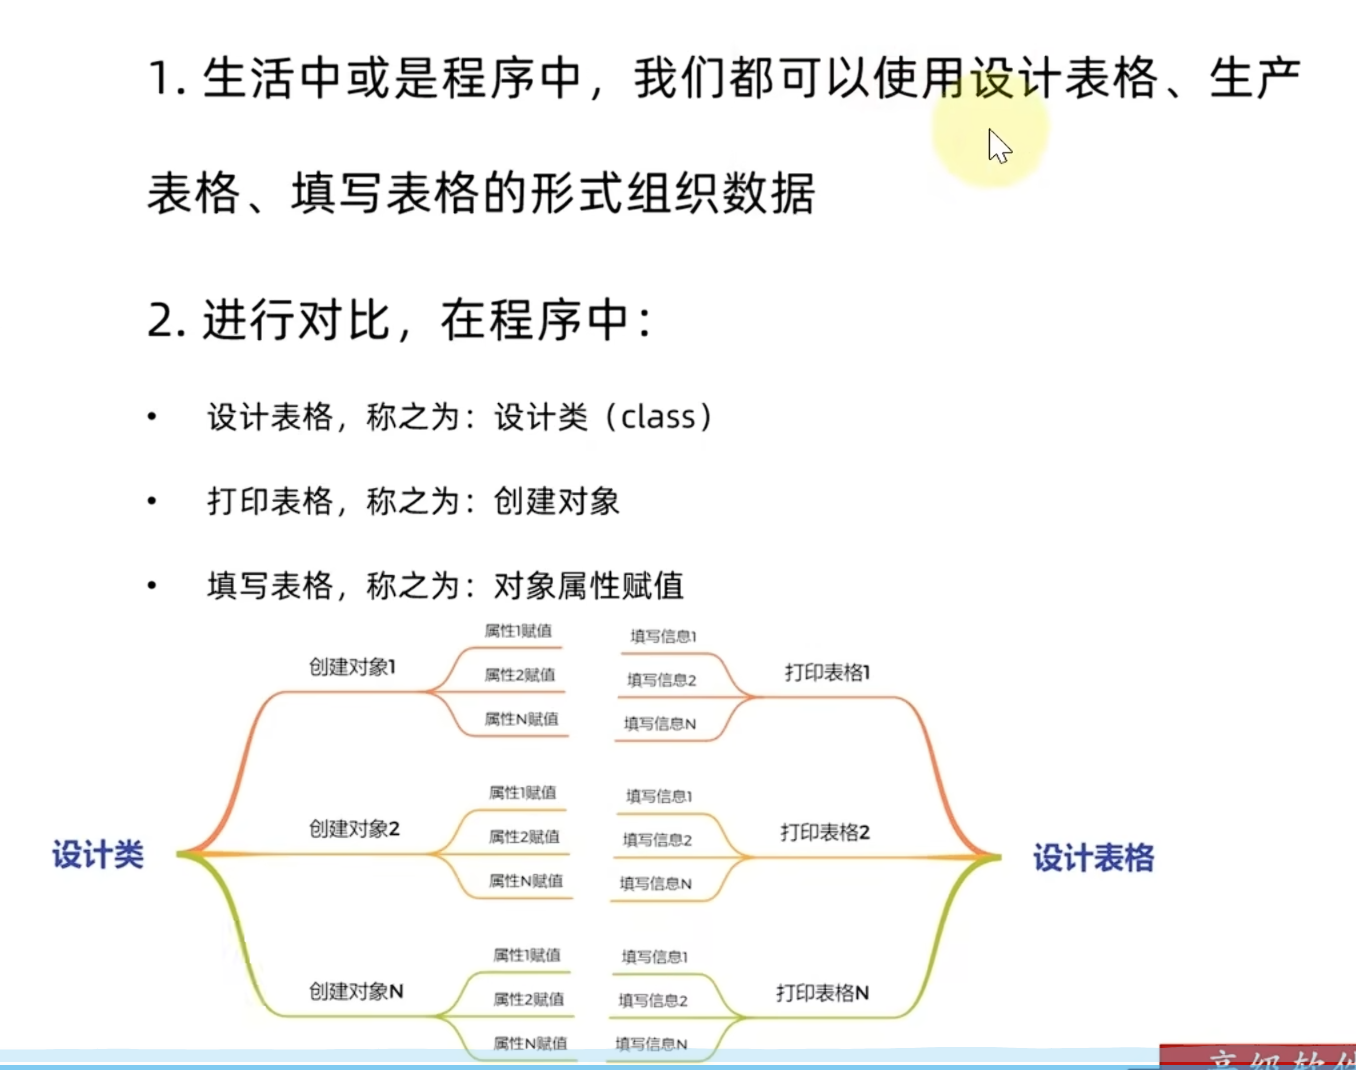 1. 生活中或是程序中，我们都可以使用设计表格、生产
表格、填写表格的形式组织数据
2. 进行对比，在程序中：
• 设计表格，称之为：设计类（class）
• 打印表格，称之为：创建对象
• 填写表格，称之为：对象属性赋值
设计类
创建对象1
属性1赋值
属性2赋值
属性N赋值
创建对象2
属性1赋值
属性2赋值
属性N赋值
创建对象N
属性1赋值
属性2赋值
属性N赋值
填写信息1
填写信息2
填写信息N
打印表格1
填写信息1
填写信息2
填写信息N
打印表格2
填写信息1
填写信息2
填写信息N
打印表格N
设计表格